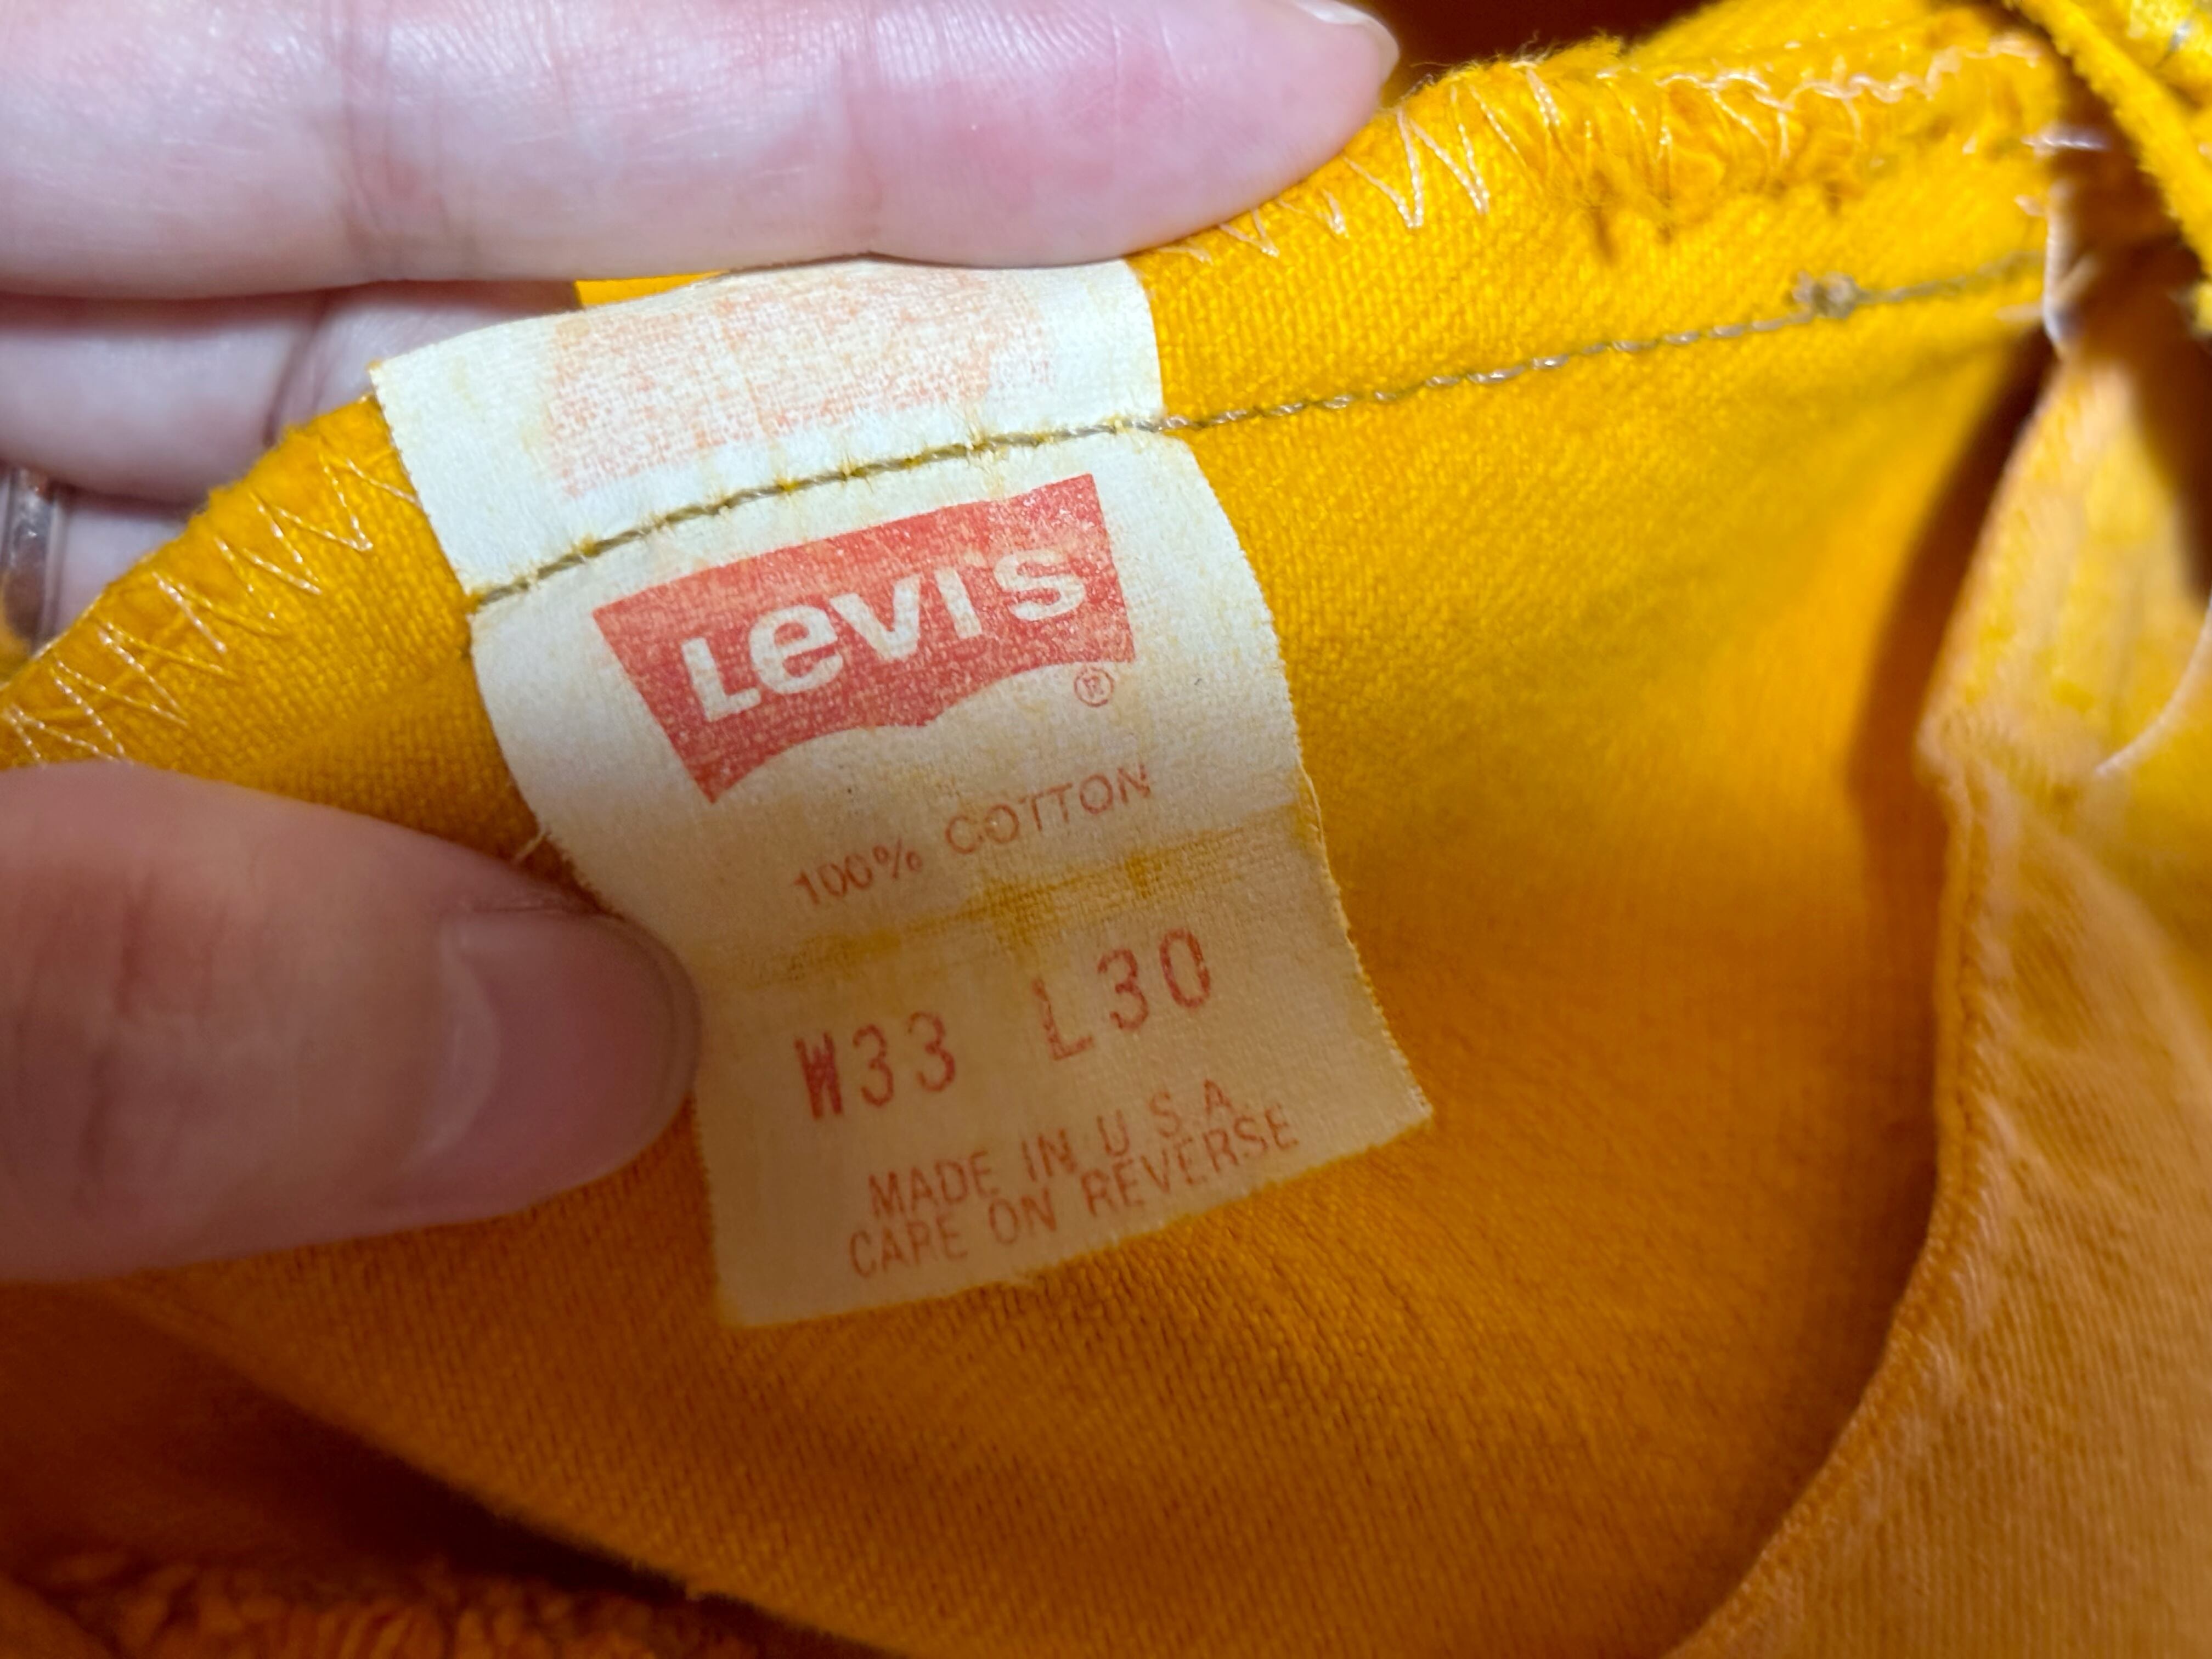 Levi's
®
100% COTTON
W33 L30
MADE IN U S A
CARE ON REVERSE